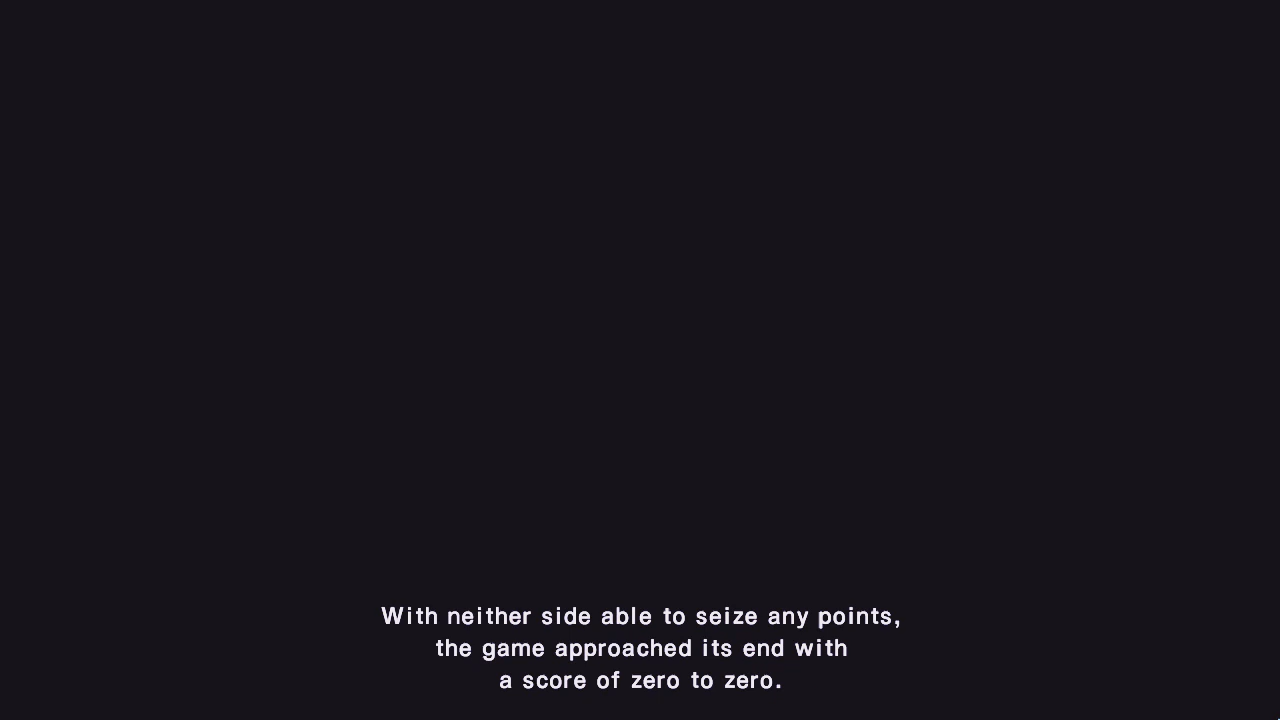 With neither side able to seize any points,
the game approached its end with
a score of zero to zero.